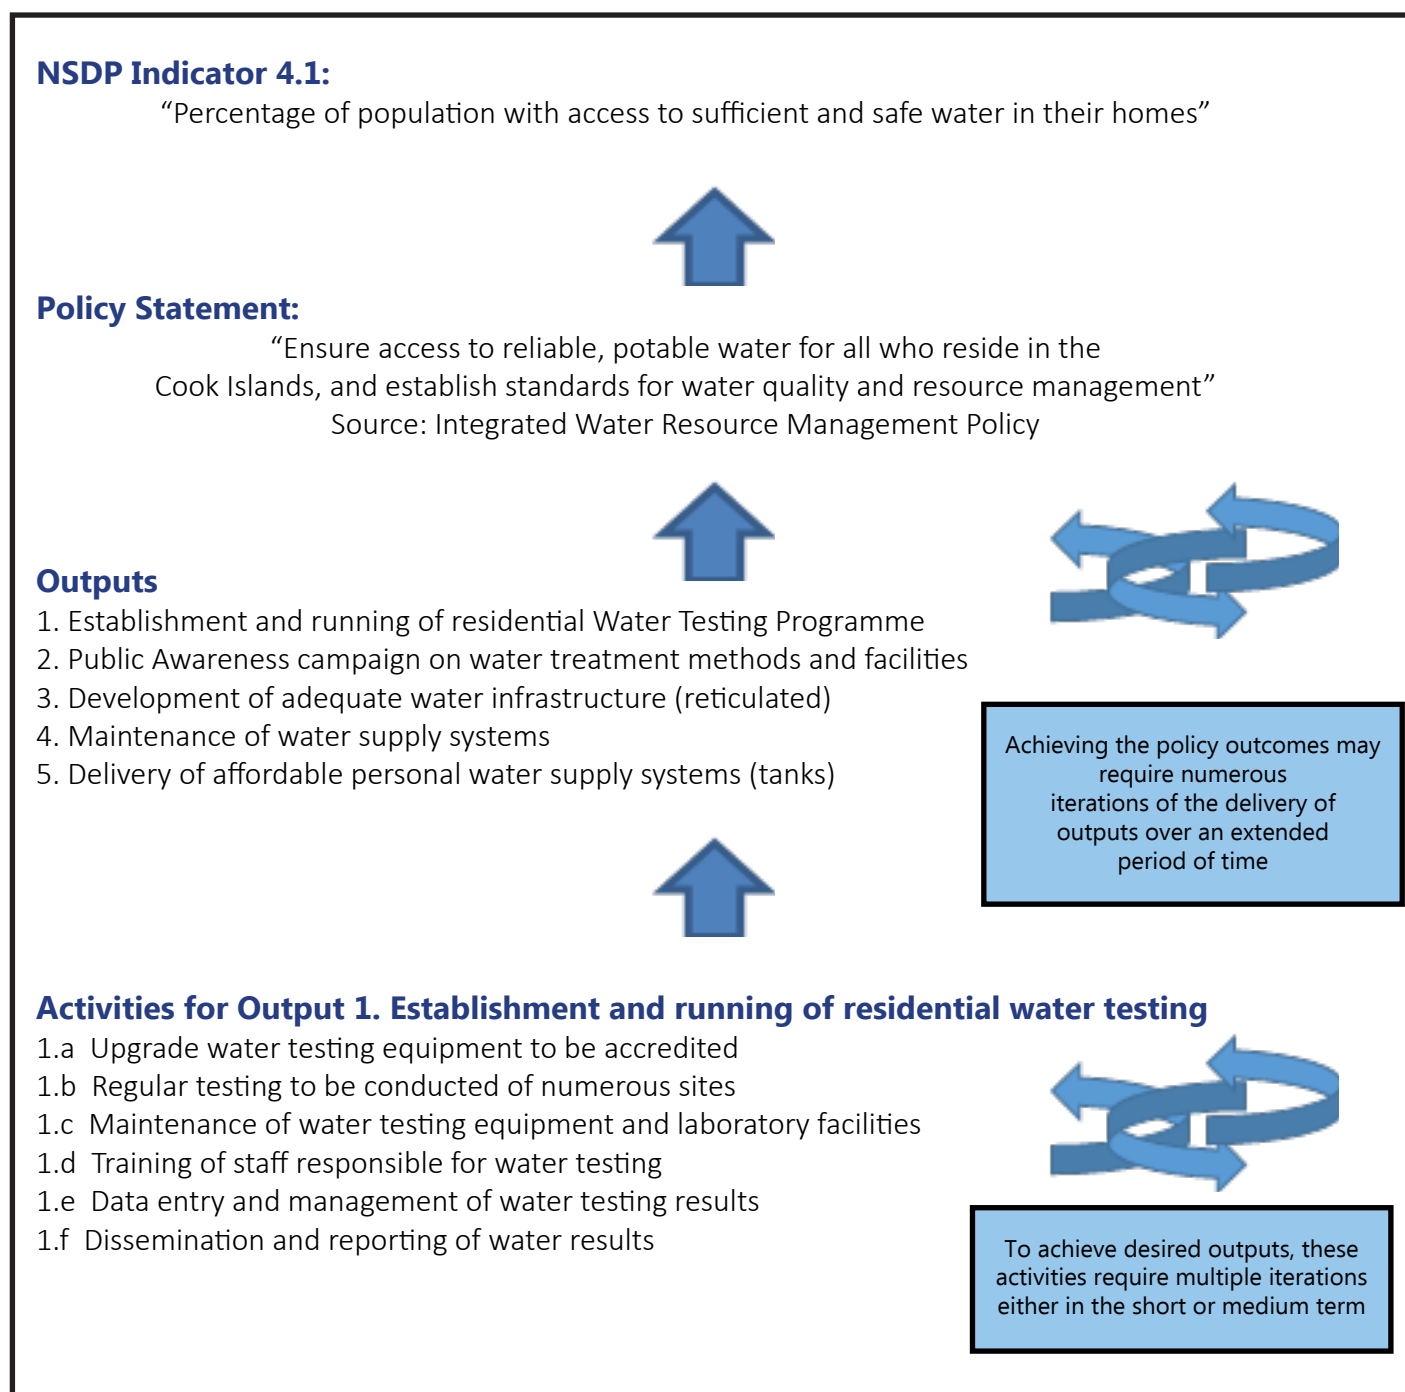 NSDP Indicator 4.1:
“Percentage of population with access to sufficient and safe water in their homes”
Policy Statement:
“Ensure access to reliable, potable water for all who reside in the
Cook Islands, and establish standards for water quality and resource management”
Source: Integrated Water Resource Management Policy
Outputs
1. Establishment and running of residential Water Testing Programme
2. Public Awareness campaign on water treatment methods and facilities
3. Development of adequate water infrastructure (reticulated)
4. Maintenance of water supply systems
5. Delivery of affordable personal water supply systems (tanks)
Achieving the policy outcomes may
require numerous
iterations of the delivery of
outputs over an extended
period of time
Activities for Output 1. Establishment and running of residential water testing
1.a Upgrade water testing equipment to be accredited
1.b Regular testing to be conducted of numerous sites
1.c Maintenance of water testing equipment and laboratory facilities
1.d Training of staff responsible for water testing
1.e Data entry and management of water testing results
1.f Dissemination and reporting of water results
To achieve desired outputs, these
activities require multiple iterations
either in the short or medium term